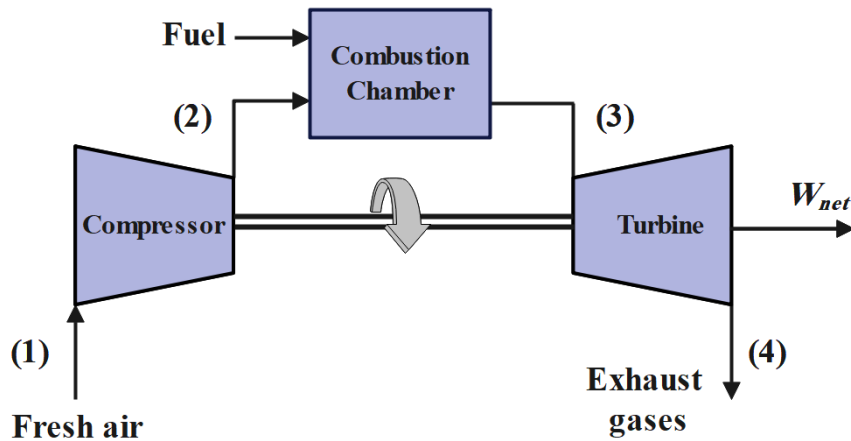 Fuel
Combustion
Chamber
(2)
(3)
Compressor
Turbine
W_net
(1)
(4)
Fresh air
Exhaust
gases